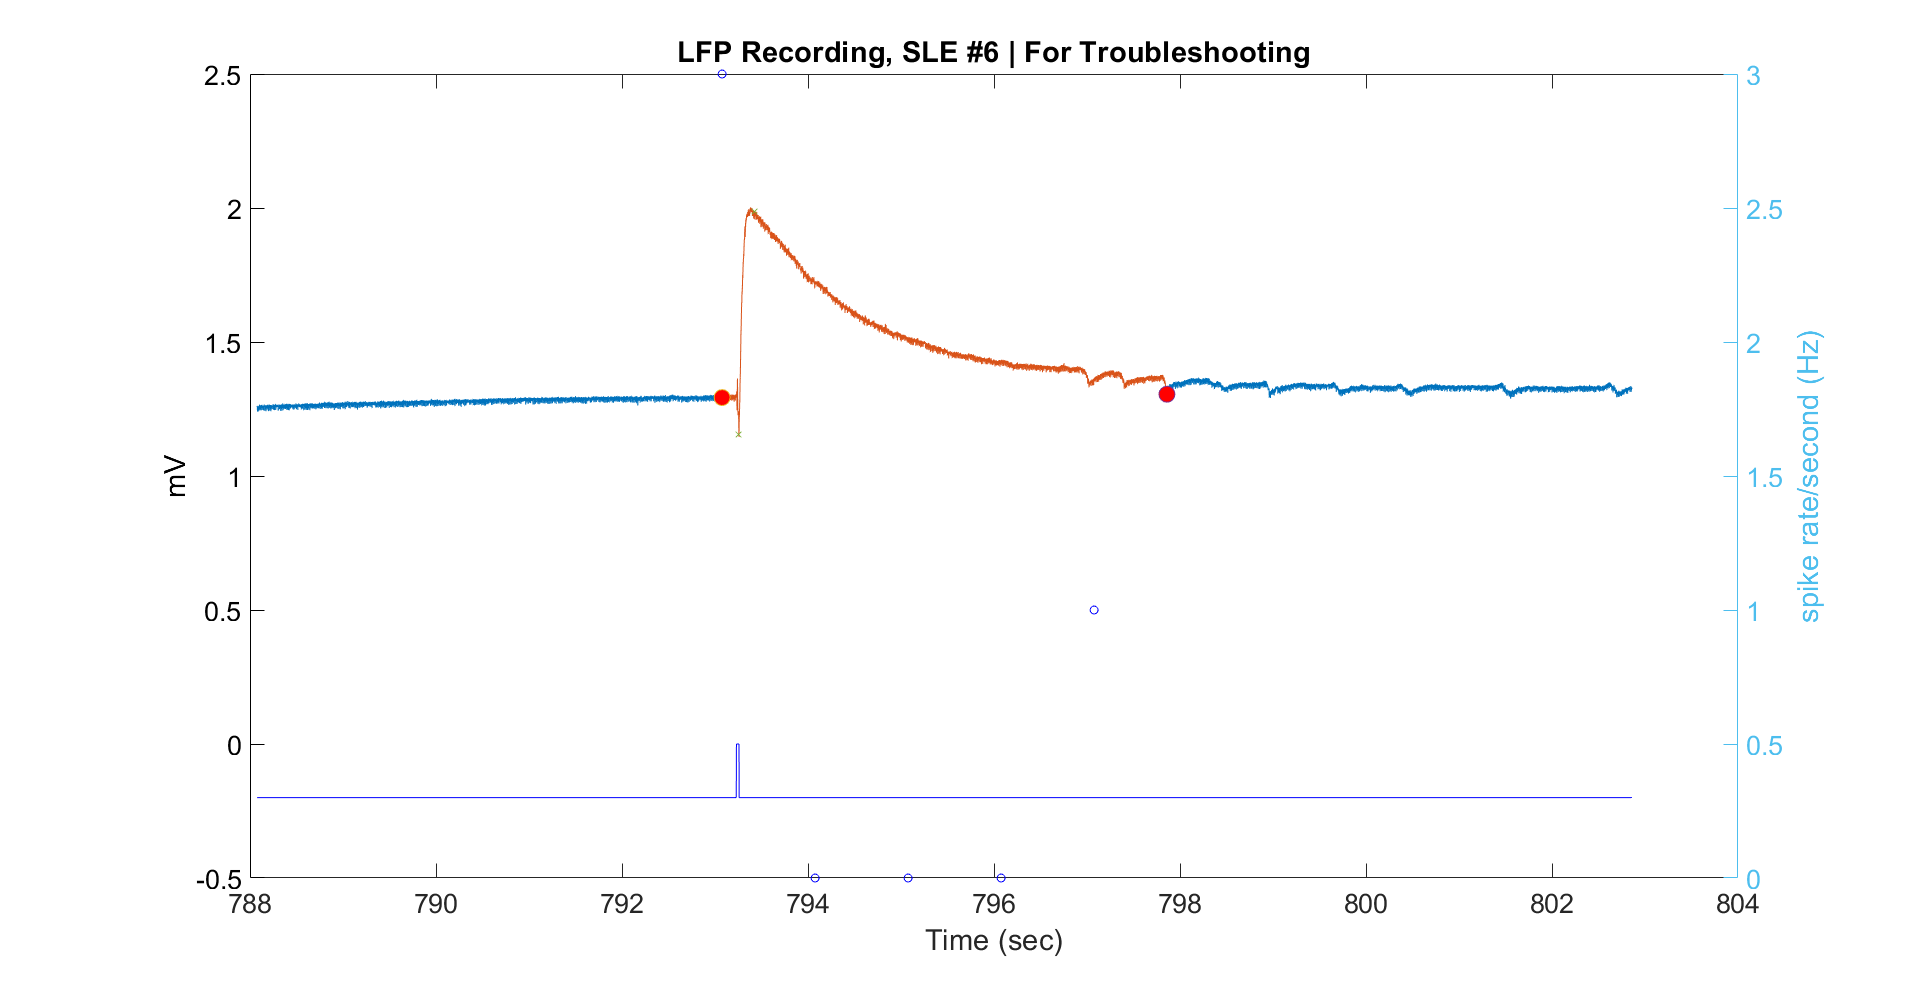 LFP Recording, SLE #6 | For Troubleshooting
2.5
2
1.5
1
0.5
0
-0.5
mV
3
2.5
2
1.5
1
0.5
0
spike rate/second (Hz)
788 790 792 794 796 798 800 802 804
Time (sec)